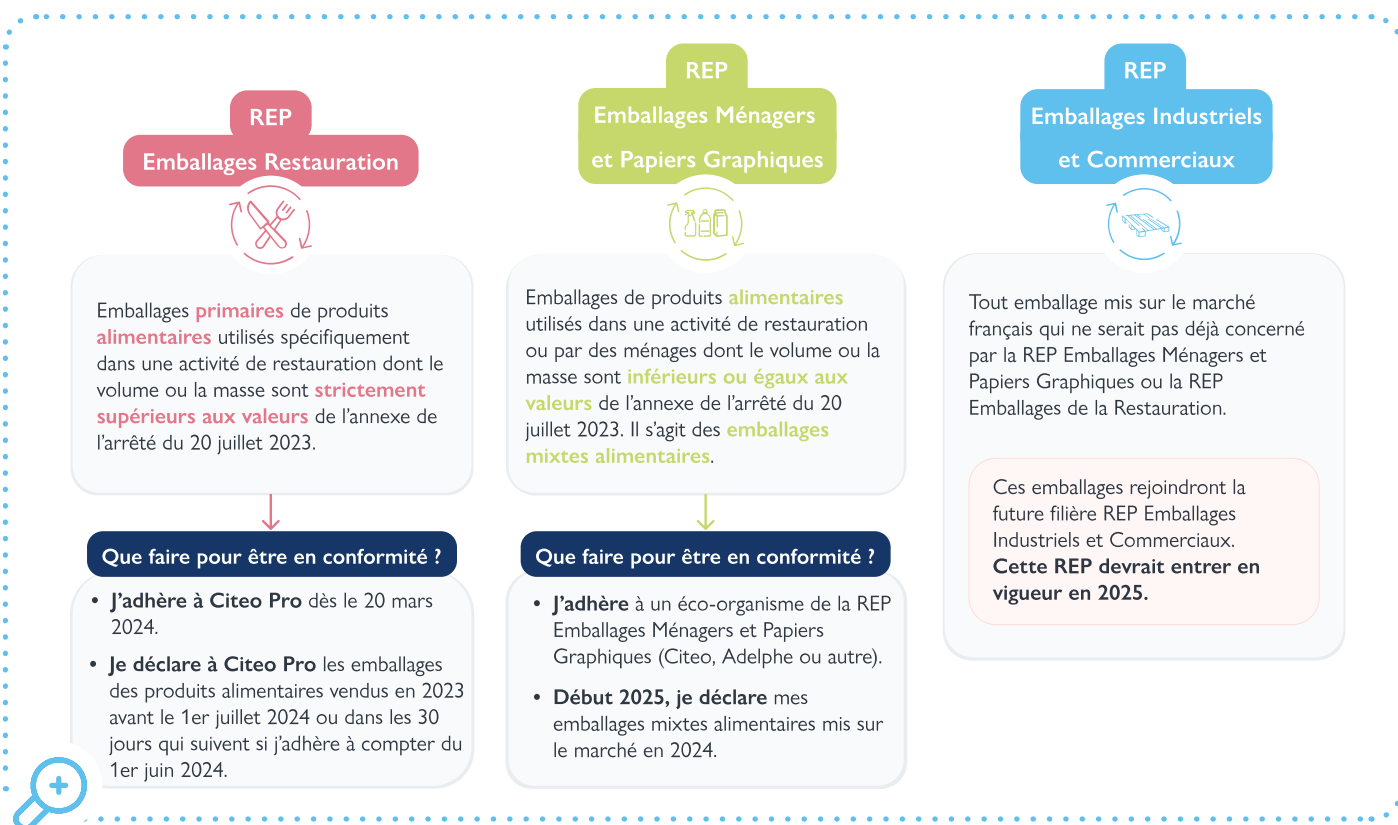 REP
Emballages Restauration
Emballages primaires de produits
alimentaires utilisés spécifiquement
dans une activité de restauration dont le
volume ou la masse sont strictement
supérieurs aux valeurs de l’annexe de
l’arrêté du 20 juillet 2023.
Que faire pour être en conformité ?
• J’adhère à Citeo Pro dès le 20 mars
2024.
• Je déclare à Citeo Pro les emballages
des produits alimentaires vendus en 2023
avant le 1er juillet 2024 ou dans les 30
jours qui suivent si j’adhère à compter du
1er juin 2024.
REP
Emballages Ménagers
et Papiers Graphiques
Emballages de produits alimentaires
utilisés dans une activité de restauration
ou par des ménages dont le volume ou la
masse sont inférieurs ou égaux aux
valeurs de l’annexe de l’arrêté du 20
juillet 2023. Il s’agit des emballages
mixtes alimentaires.
Que faire pour être en conformité ?
• J’adhère à un éco-organisme de la REP
Emballages Ménagers et Papiers
Graphiques (Citeo, Adelphe ou autre).
• Début 2025, je déclare mes
emballages mixtes alimentaires mis sur
le marché en 2024.
REP
Emballages Industriels
et Commerciaux
Tout emballage mis sur le marché
français qui ne serait pas déjà concerné
par la REP Emballages Ménagers et
Papiers Graphiques ou la REP
Emballages de la Restauration.
Ces emballages rejoindront la
future filière REP Emballages
Industriels et Commerciaux.
Cette REP devrait entrer en
vigueur en 2025.